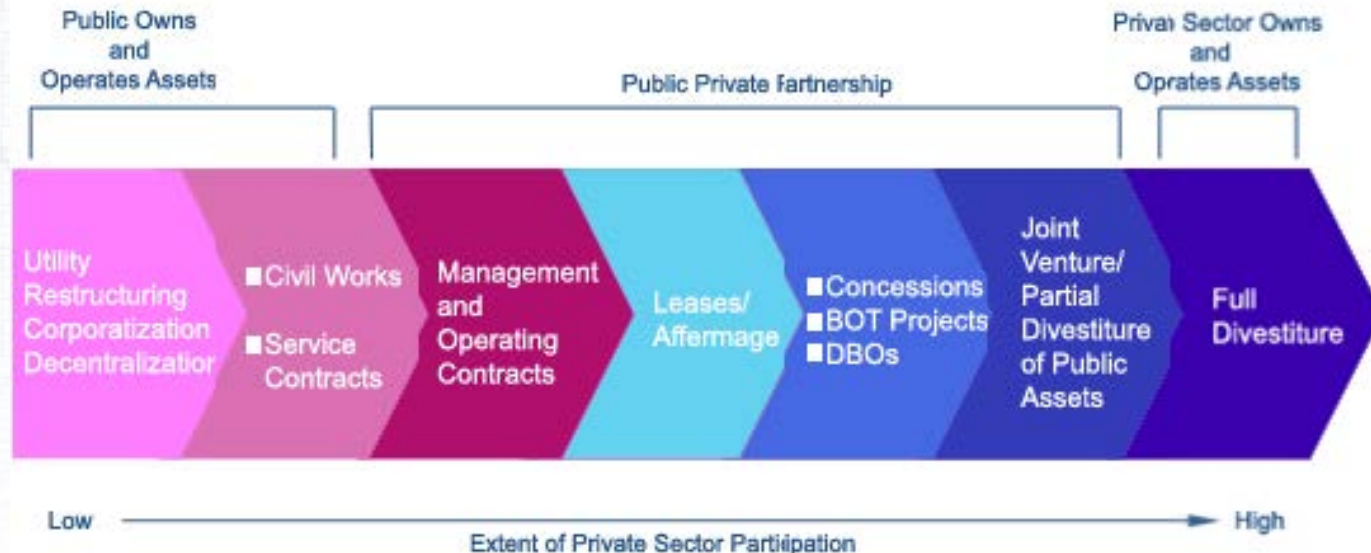 Public Owns
and
Operates Assets
Public Private Fartnership
Privaı Sector Owns
and
Oprates Assets
Utility
Restructuring
Corporatization
Decentralizatior
■Civil Works
■Service
Contracts
Management
and
Operating
Contracts
Leases/
Affermage
■Concessions
■BOT Projects
■DBOs
Joint
Venture/
Partial
Divestiture
of Public
Assets
Full
Divestiture
Low
High
Extent of Private Sector Partiipation